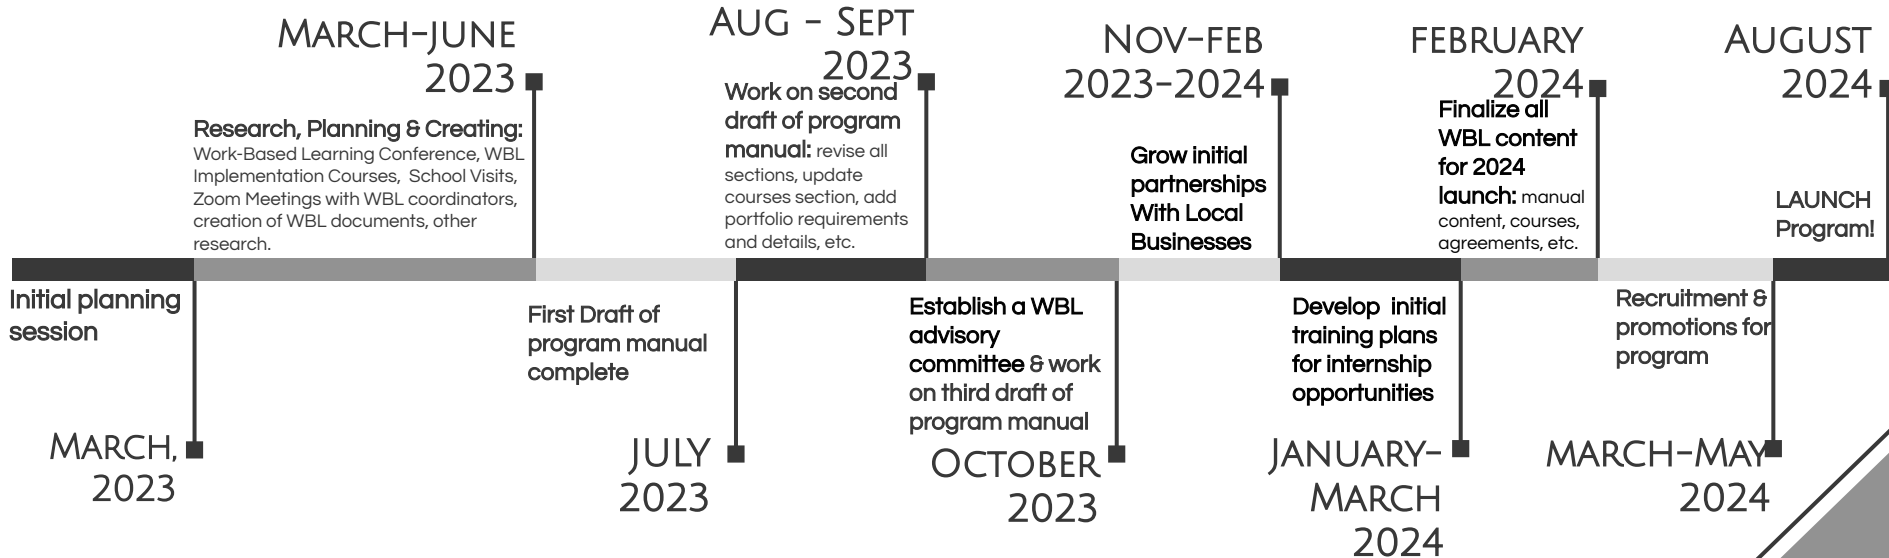 MARCH-JUNE
2023
Research, Planning & Creating:
Work-Based Learning Conference, WBL
Implementation Courses,  School Visits,
Zoom Meetings with WBL coordinators,
creation of WBL documents, other
research.
AUG - SEPT
2023
Work on second
draft of program
manual: revise all
sections, update
courses section, add
portfolio requirements
and details, etc.
NOV-FEB
2023-2024
Grow initial
partnerships
With Local
Businesses
FEBRUARY
2024
Finalize all
WBL content
for 2024
launch: manual
content, courses,
agreements, etc.
AUGUST
2024
LAUNCH
Program!
Initial planning
session
MARCH,
2023
First Draft of
program manual
complete
JULY
2023
Establish a WBL
advisory
committee & work
on third draft of
program manual
OCTOBER
2023
Develop  initial
training plans
for internship
opportunities
JANUARY-
MARCH
2024
Recruitment &
promotions for
program
MARCH-MAY
2024